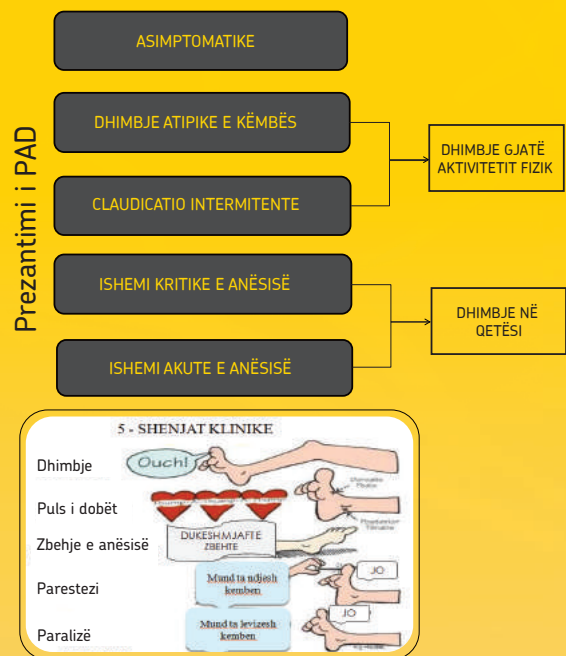 Prezantimi i PAD
ASIMPTOMATIKE
DHIMBJE ATIPIKE E KËMBËS
CLAUDICATIO INTERMITENTE
DHIMBJE GJATË
AKTIVITETIT FIZIK
ISHEMI KRITIKE E ANËSISË
ISHEMI AKUTE E ANËSISË
DHIMBJE NË
QETËSI
5 - SHENJAT KLINIKE
Dhimbje
Ouch!
Puls i dobët
Zbehje e anësisë
DUKESHMJAFTE
ZBEHTE
Parestezi
Mund ta ndjesh
kemben
JO
Paralizë
Mund ta levizesh
kemben
JO